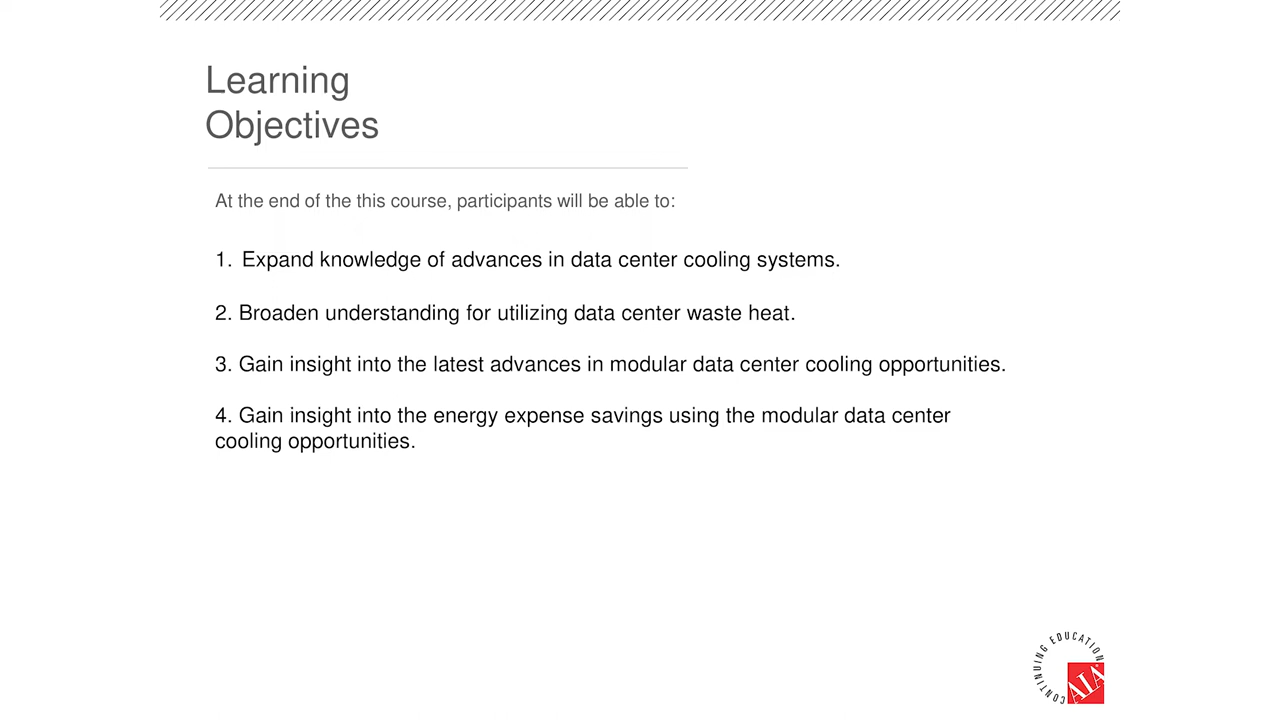 Learning
Objectives
At the end of the this course, participants will be able to:
1. Expand knowledge of advances in data center cooling systems.
2. Broaden understanding for utilizing data center waste heat.
3. Gain insight into the latest advances in modular data center cooling opportunities.
4. Gain insight into the energy expense savings using the modular data center
cooling opportunities.
CONTINUING EDUCATION
AIA